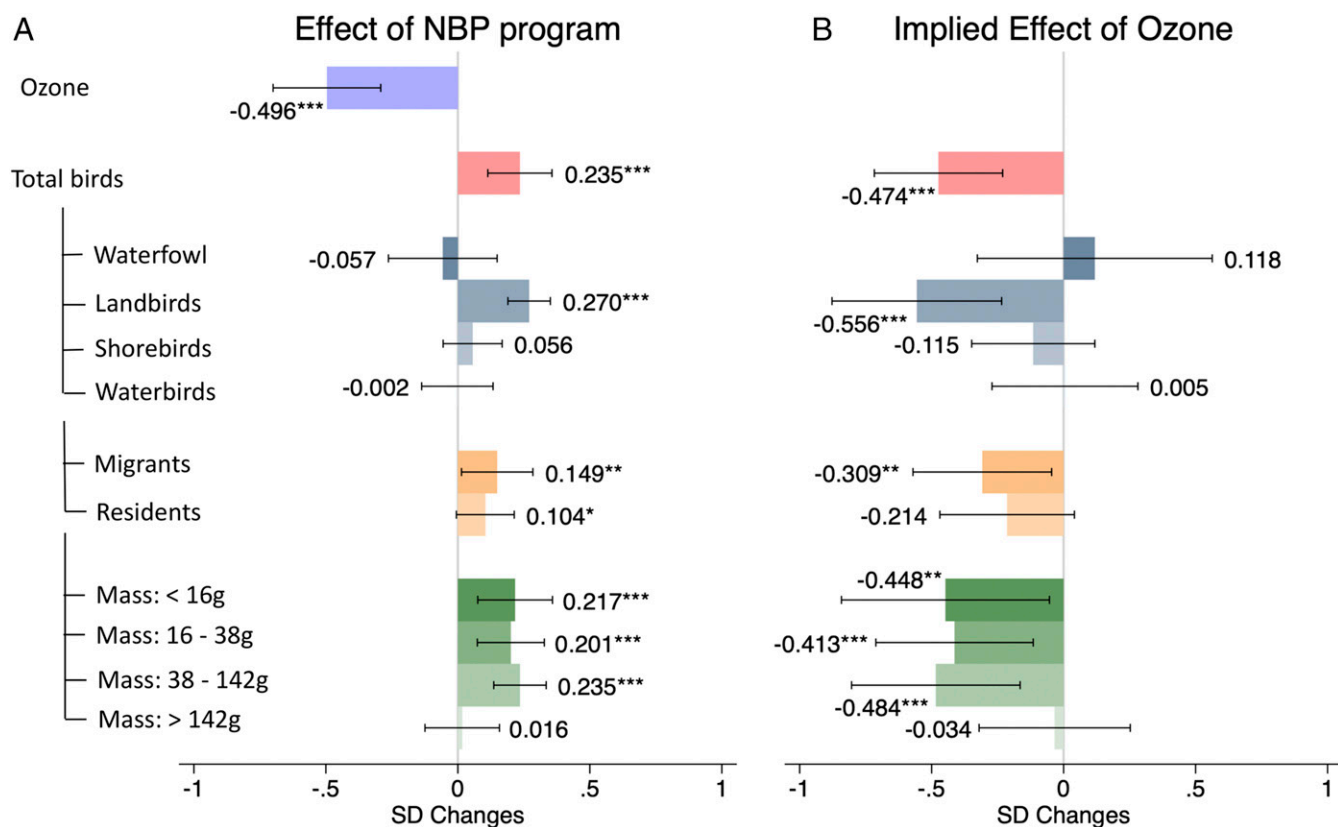 A Effect of NBP program B Implied Effect of Ozone
Ozone
-0.496***
Total birds 0.235*** -0.474***
Waterfowl -0.057 0.118
Landbirds 0.270*** -0.556***
Shorebirds 0.056 -0.115
Waterbirds -0.002 0.005
Migrants 0.149** -0.309**
Residents 0.104* -0.214
Mass: < 16g 0.217*** -0.448**
Mass: 16 - 38g 0.201*** -0.413***
Mass: 38 - 142g 0.235*** -0.484***
Mass: > 142g 0.016 -0.034
-1 -.5 0 .5 1 -1 -.5 0 .5 1
SD Changes SD Changes